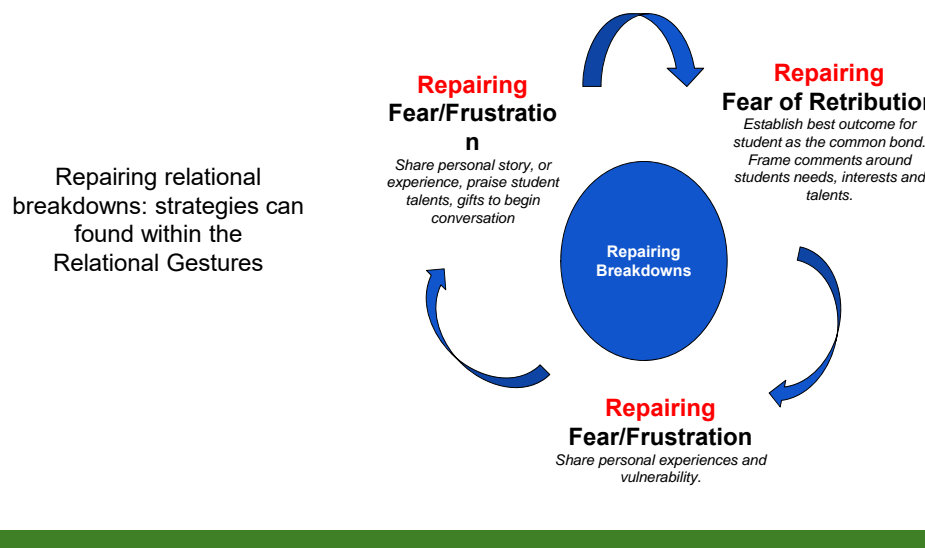 Repairing relational
breakdowns: strategies can
found within the
Relational Gestures
Repairing
Fear/Frustratio
n
Share personal story, or
experience, praise student
talents, gifts to begin
conversation
Repairing
Fear of Retribution
Establish best outcome for
student as the common bond.
Frame comments around
students needs, interests and
talents.
Repairing
Breakdowns
Repairing
Fear/Frustration
Share personal experiences and
vulnerability.